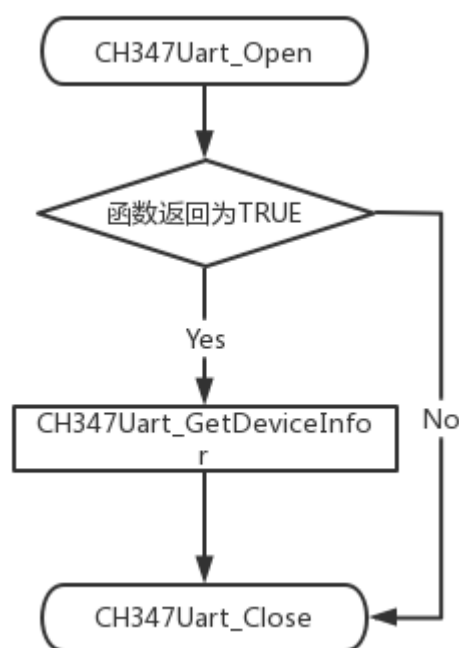 CH347Uart_Open
函数返回为TRUE
Yes
CH347Uart_GetDeviceInfo
r
No
CH347Uart_Close